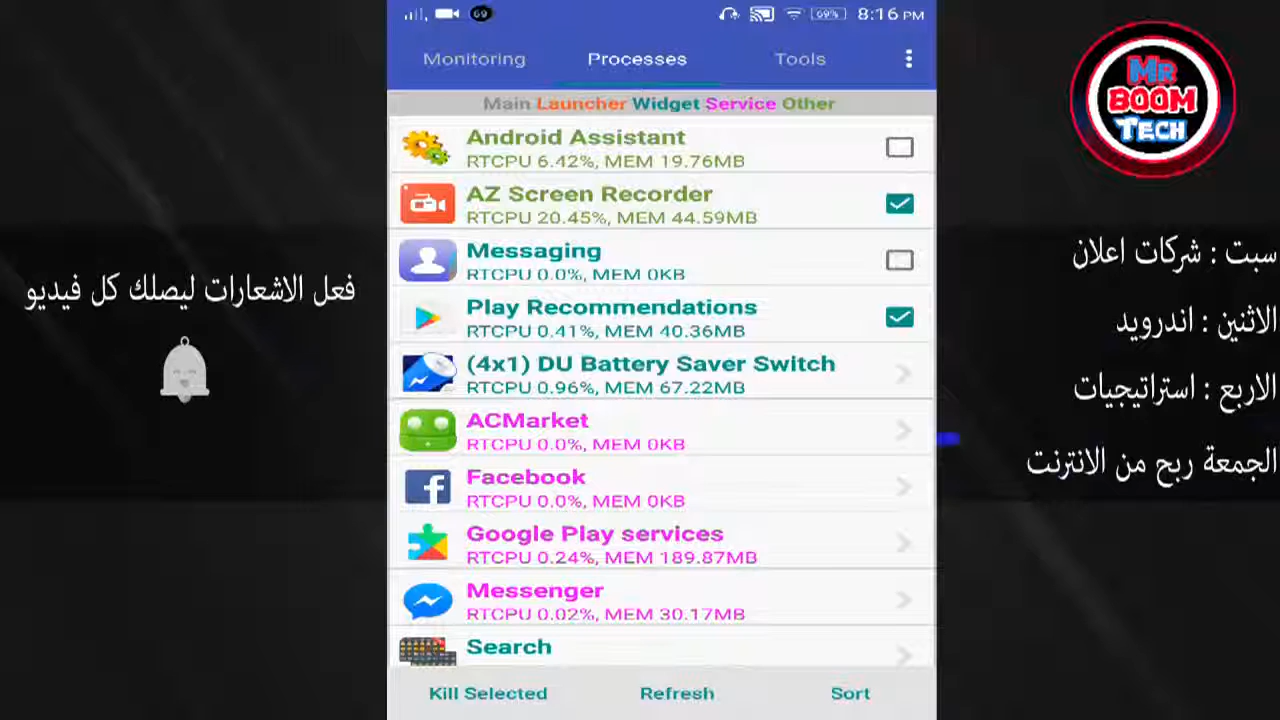 69
69%
8:16 PM
Monitoring
Processes
Tools
Main Launcher Widget Service Other
Android Assistant
RTCPU 6.42%, MEM 19.76MB
AZ Screen Recorder
RTCPU 20.45%, MEM 44.59MB
Messaging
RTCPU 0.0%, MEM 0KB
Play Recommendations
RTCPU 0.41%, MEM 40.36MB
(4x1) DU Battery Saver Switch
RTCPU 0.96%, MEM 67.22MB
ACMarket
RTCPU 0.0%, MEM 0KB
Facebook
RTCPU 0.0%, MEM 0KB
Google Play services
RTCPU 0.24%, MEM 189.87MB
Messenger
RTCPU 0.02%, MEM 30.17MB
Search
Kill Selected
Refresh
Sort
MR
BOOM
TECH
سبت : شركات اعلان
الاثنين : اندرويد
الاربع : استراتيجيات
الجمعة ربح من الانترنت
فعل الاشعارات ليصلك كل فيديو